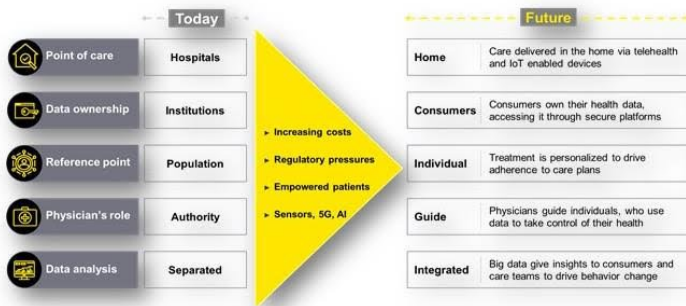 Today
Future
Point of care
Hospitals
Home
Care delivered in the home via telehealth
and IoT enabled devices
Data ownership
Institutions
Consumers
Consumers own their health data,
accessing it through secure platforms
Reference point
Population
Individual
Treatment is personalized to drive
adherence to care plans
Physician's role
Authority
Guide
Physicians guide individuals, who use
data to take control of their health
Data analysis
Separated
Integrated
Big data give insights to consumers and
care teams to drive behavior change
► Increasing costs
► Regulatory pressures
► Empowered patients
► Sensors, 5G, AI